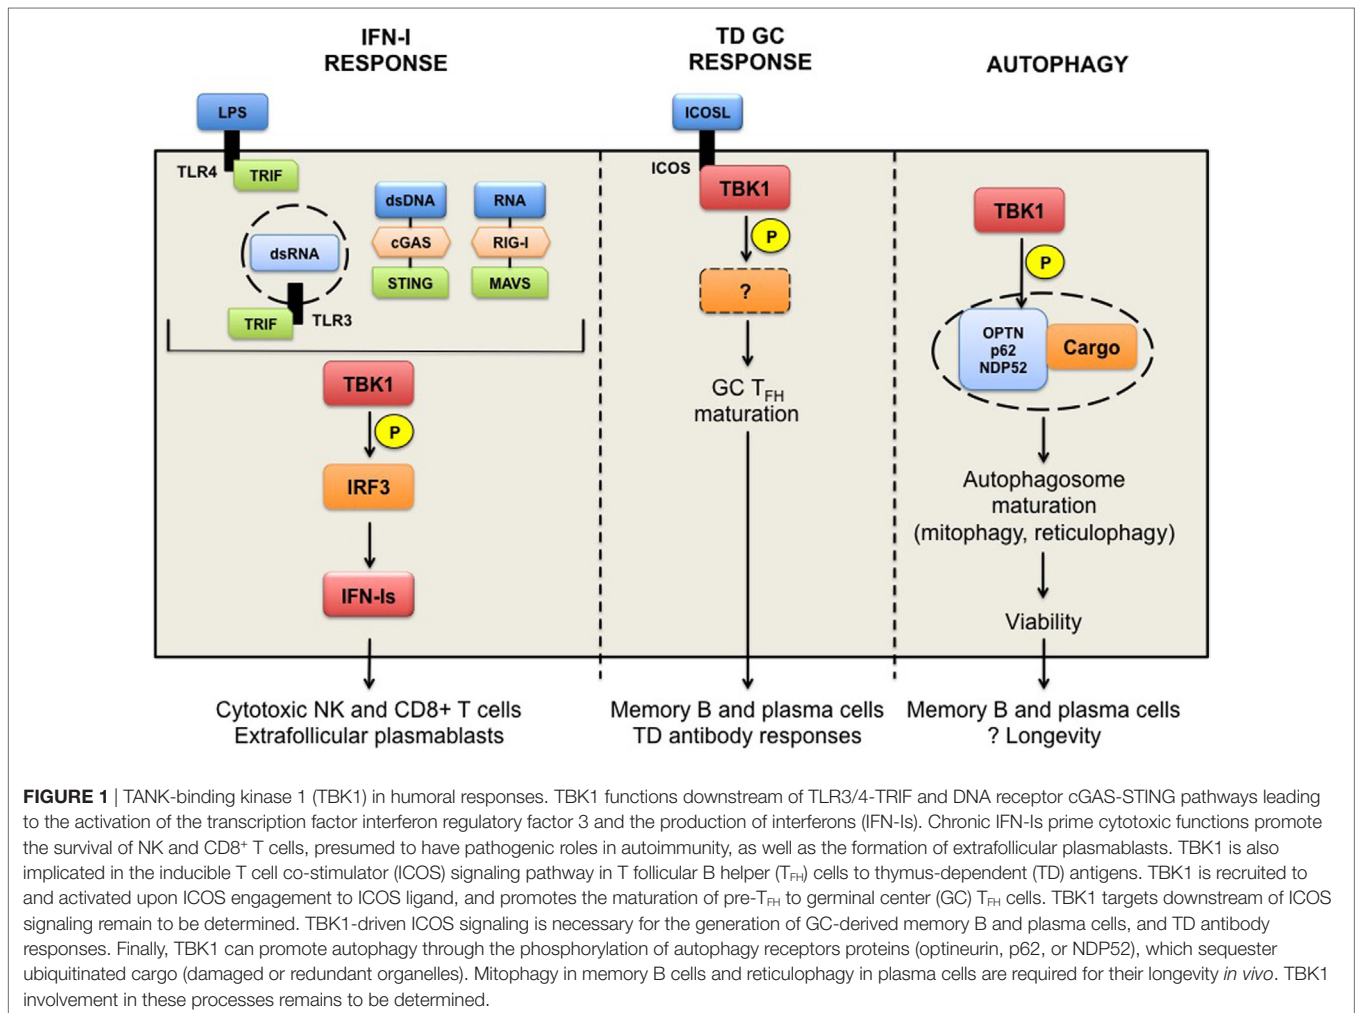 IFN-I
RESPONSE
TD GC
RESPONSE
AUTOPHAGY
LPS
TLR4
TRIF
dsRNA
TRIF
TLR3
dsDNA
cGAS
STING
RNA
RIG-I
MAVS
TBK1
P
IRF3
IFN-Is
Cytotoxic NK and CD8+ T cells
Extrafollicular plasmablasts
ICOSL
ICOS
TBK1
P
?
GC TFH
maturation
Memory B and plasma cells
TD antibody responses
TBK1
P
OPTN
p62
NDP52
Cargo
Autophagosome
maturation
(mitophagy, reticulophagy)
Viability
Memory B and plasma cells
? Longevity
FIGURE 1 | TANK-binding kinase 1 (TBK1) in humoral responses. TBK1 functions downstream of TLR3/4-TRIF and DNA receptor cGAS-STING pathways leading
to the activation of the transcription factor interferon regulatory factor 3 and the production of interferons (IFN-Is). Chronic IFN-Is prime cytotoxic functions promote
the survival of NK and CD8+ T cells, presumed to have pathogenic roles in autoimmunity, as well as the formation of extrafollicular plasmablasts. TBK1 is also
implicated in the inducible T cell co-stimulator (ICOS) signaling pathway in T follicular B helper (TFH) cells to thymus-dependent (TD) antigens. TBK1 is recruited to
and activated upon ICOS engagement to ICOS ligand, and promotes the maturation of pre-TFH to germinal center (GC) TFH cells. TBK1 targets downstream of ICOS
signaling remain to be determined. TBK1-driven ICOS signaling is necessary for the generation of GC-derived memory B and plasma cells, and TD antibody
responses. Finally, TBK1 can promote autophagy through the phosphorylation of autophagy receptors proteins (optineurin, p62, or NDP52), which sequester
ubiquitinated cargo (damaged or redundant organelles). Mitophagy in memory B cells and reticulophagy in plasma cells are required for their longevity in vivo. TBK1
involvement in these processes remains to be determined.